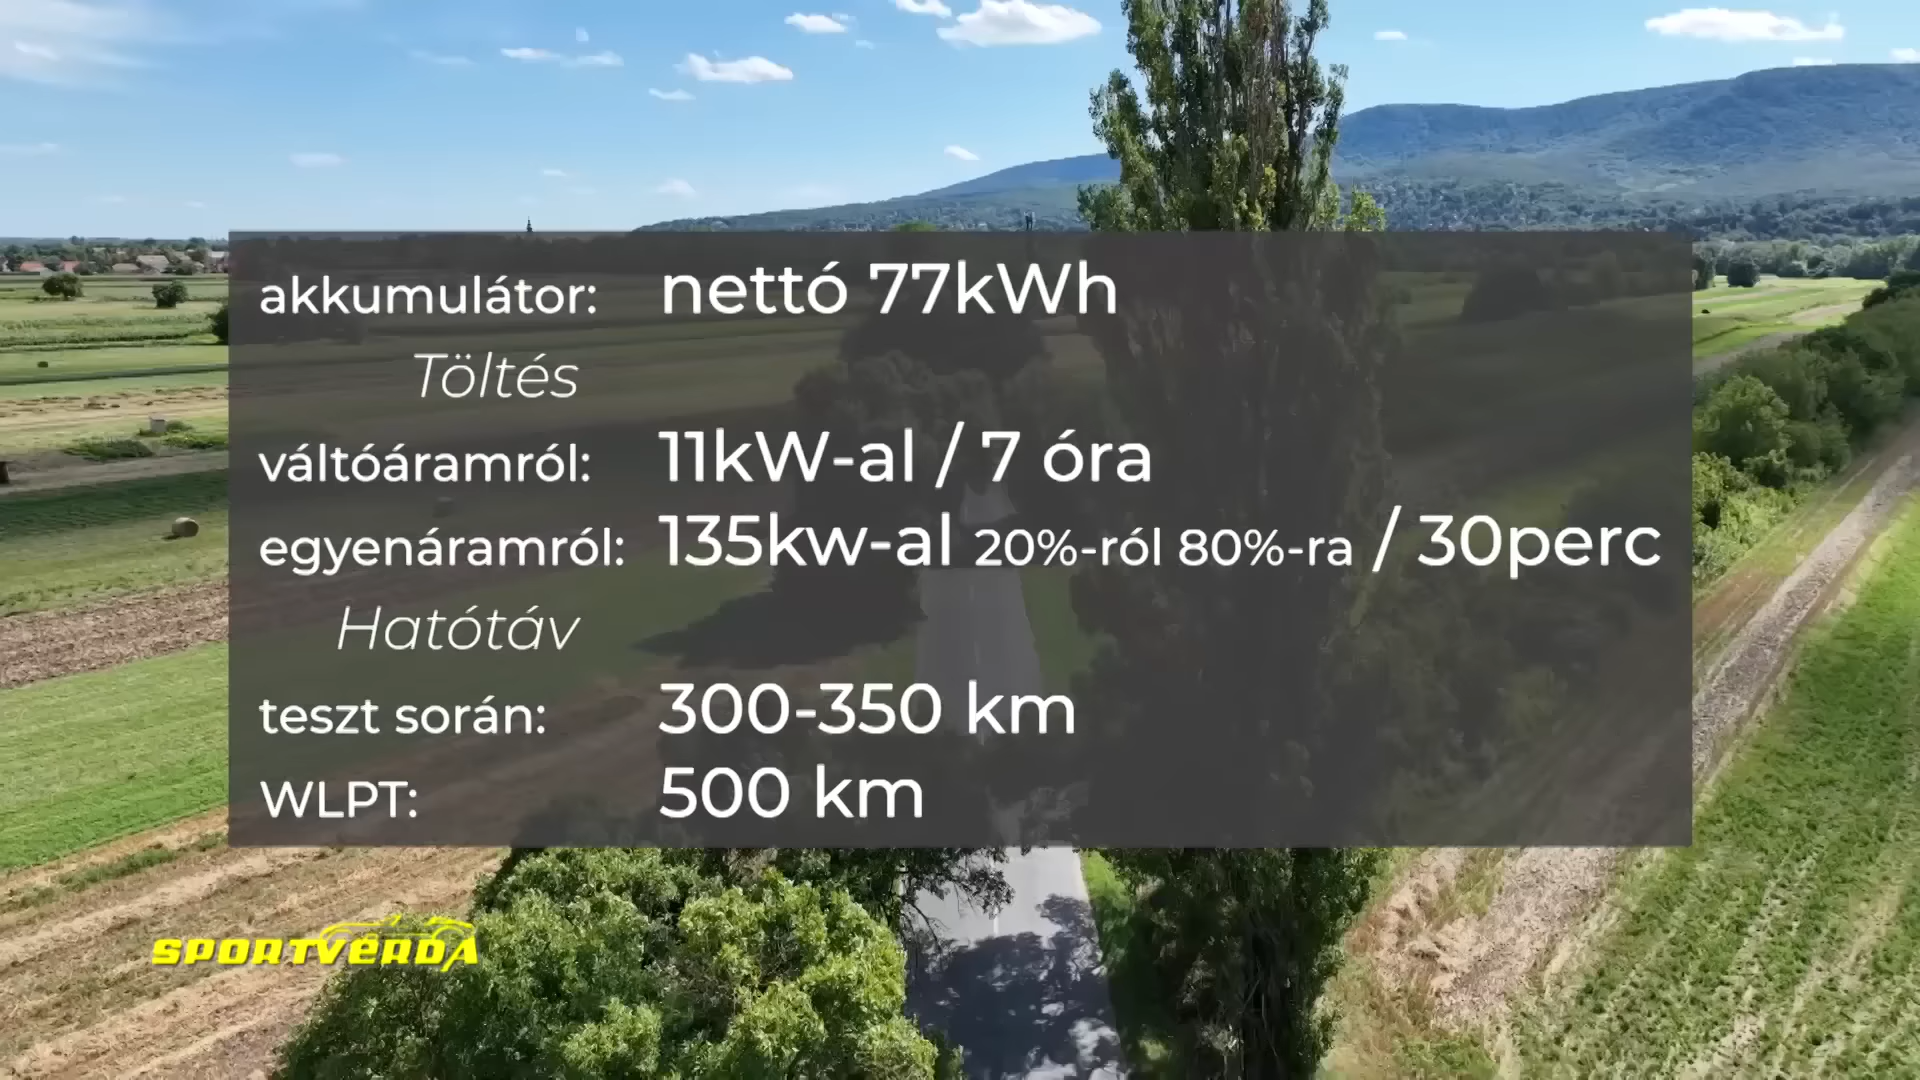 akkumulátor: nettó 77kWh
Töltés
váltóáramról: 11kW-al / 7 óra
egyenáramról: 135kw-al 20%-ról 80%-ra / 30perc
Hatótáv
teszt során: 300-350 km
WLPT: 500 km
SPORTVERDA